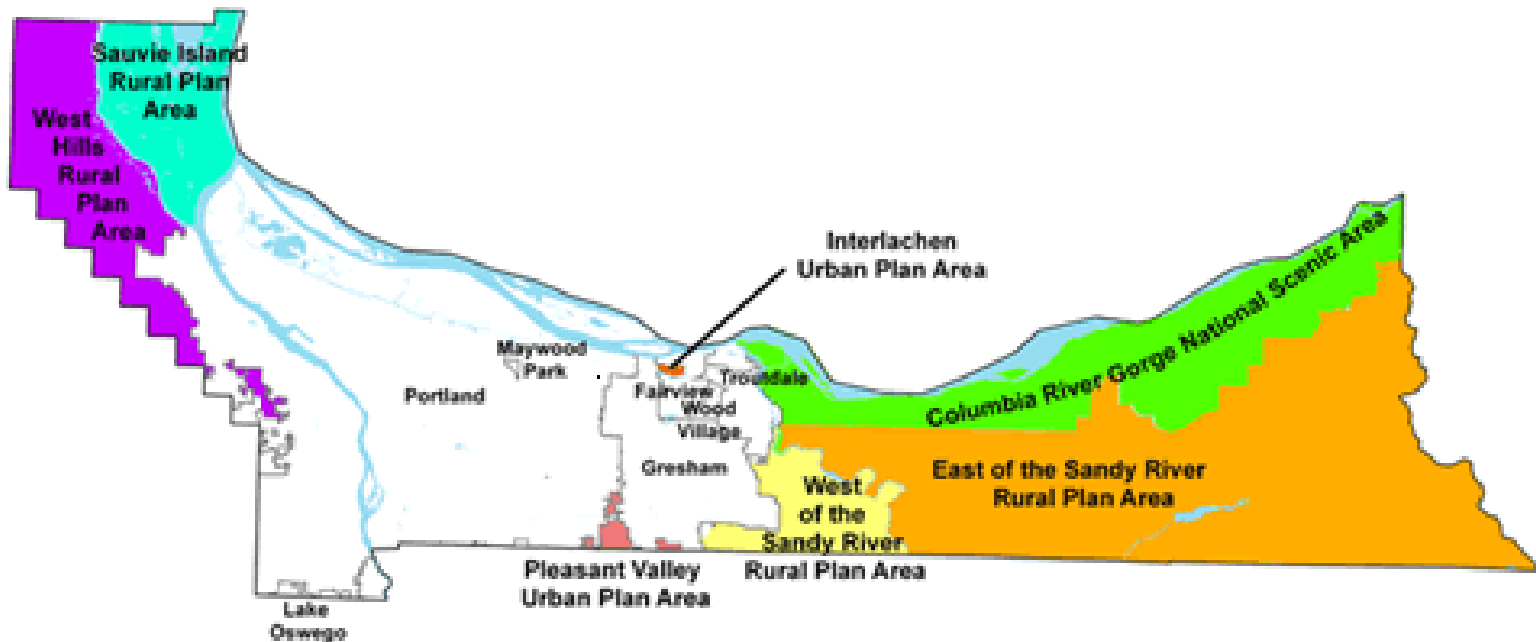 Sauvie Island
Rural Plan
Area
West
Hills
Rural
Plan
Area
Interlachen
Urban Plan Area
Columbia River Gorge National Scenic Area
Maywood
Park
Portland
Fairview
Troutdale
Wood
Village
Gresham
East of the Sandy River
Rural Plan Area
West
of the
Sandy River
Rural Plan Area
Pleasant Valley
Urban Plan Area
Lake
Oswego